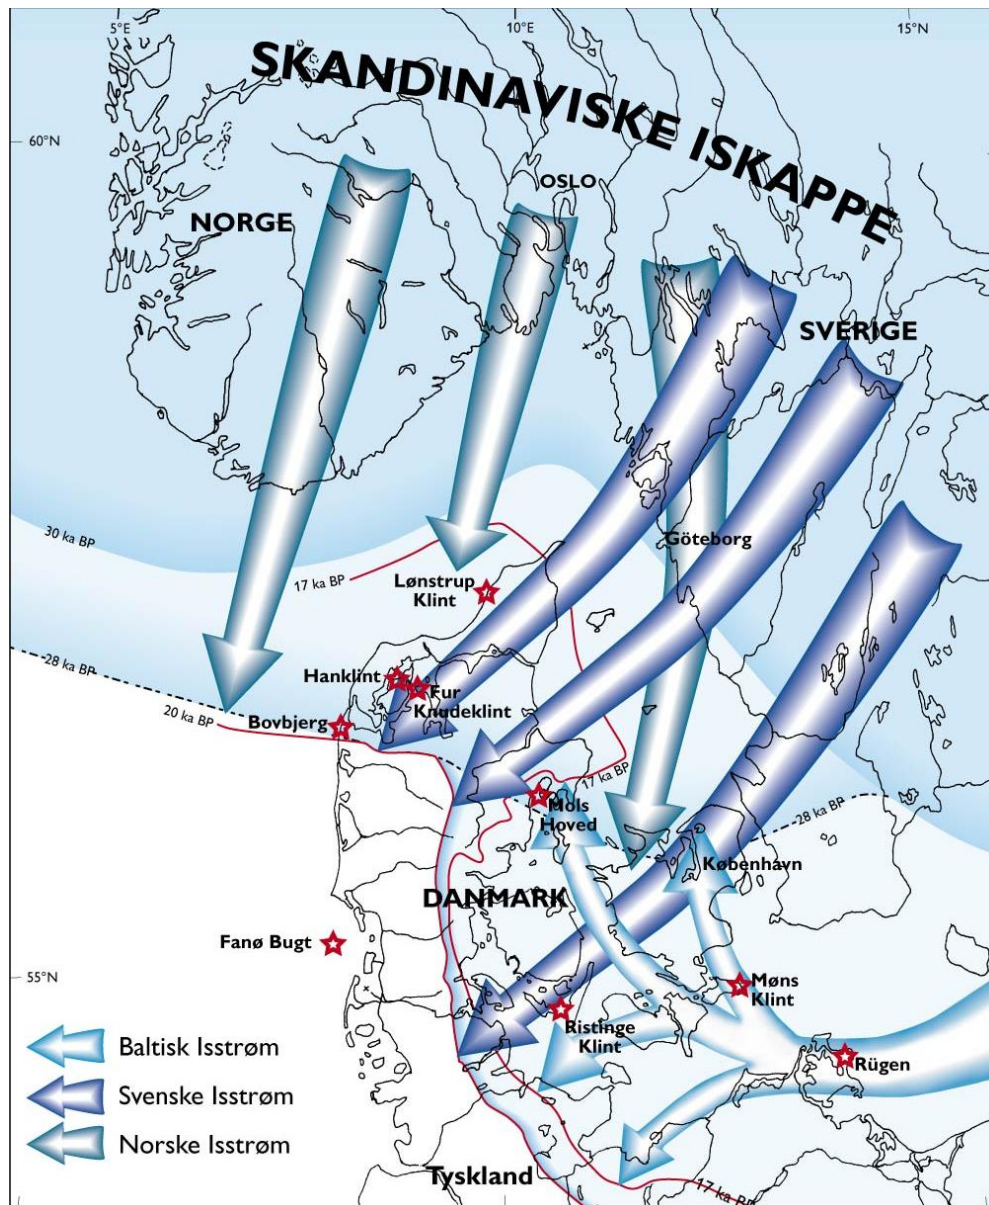 5°E
10°E
15°N
SKANDINAVISKE ISKAPPE
60°N
OSLO
NORGE
SVERIGE
30 ka BP
Göteborg
17 ka BP
Lønstrup
Klint
28 ka BP
Hanklint
Fur
Knudeklint
20 ka BP
Bovbjerg
17 ka BP
Mols
Hoved
28 ka BP
København
DANMARK
Fanø Bugt
55°N
Møns
Klint
Ristinge
Klint
Rügen
Baltisk Isstrøm
Svenske Isstrøm
Norske Isstrøm
Tyskland
17 ka BP
10°E
15°N